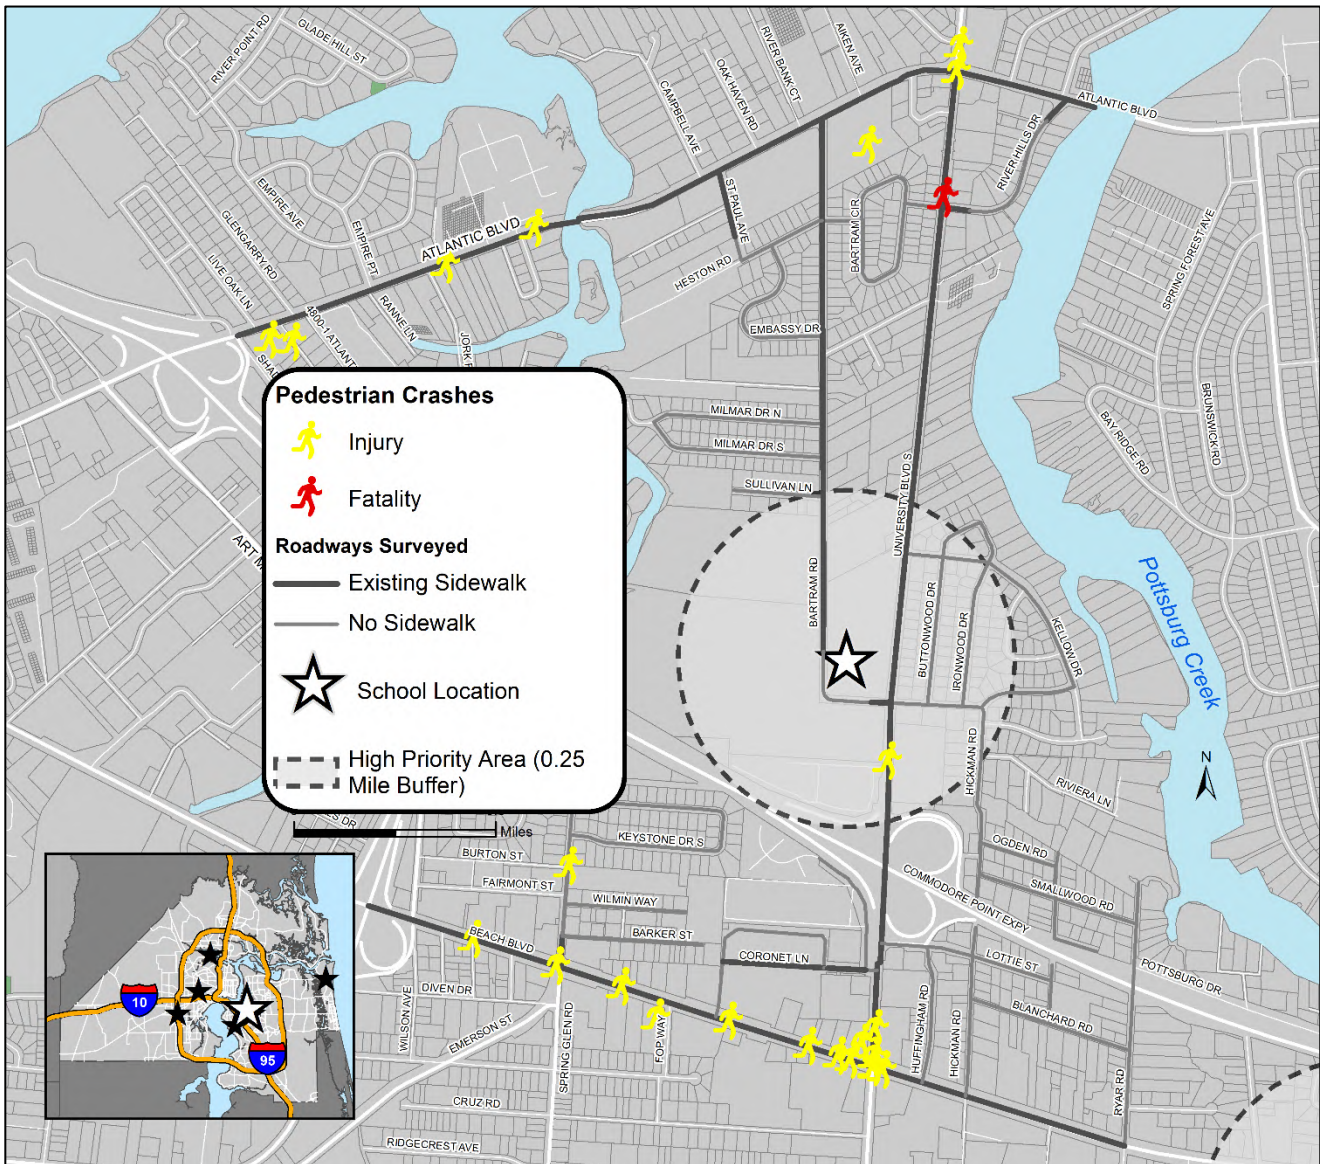 RIVER POINT RD
GLADE HILL ST
CAMPBELL AVE
OAK HAVEN RD
RIVER BANK CT
AIKEN AVE
ATLANTIC BLVD
RIVER HILLS DR
EMPIRE AVE
EMPIRE PT
GLENGARRY RD
LIVE OAK LN
ATLANTIC BLVD
ST PAUL AVE
HESTON RD
BARTRAM CIR
SPRING FOREST AVE
4800-1 ATLANT
RANNE LN
EMBASSY DR
BRUNSWICK RD
BAY RIDGE RD
MILMAR DR N
MILMAR DR S
SULLIVAN LN
UNIVERSITY BLVD S
BARTRAM RD
BUTTONWOOD DR
IRONWOOD DR
KELLOW DR
HICKMAN RD
RIVIERA LN
Pottsburg Creek
N
Pedestrian Crashes
Injury
Fatality
Roadways Surveyed
Existing Sidewalk
No Sidewalk
School Location
High Priority Area (0.25
Mile Buffer)
Miles
KEYSTONE DR S
BURTON ST
FAIRMONT ST
WILMIN WAY
BARKER ST
BEACH BLVD
CORONET LN
OGDEN RD
SMALLWOOD RD
COMMODORE POINT EXPY
LOTTIE ST
POTTSBURG DR
BLANCHARD RD
DIVEN DR
WILSON AVE
EMERSON ST
SPRING GLEN RD
FOP WAY
HUFFINGHAM RD
HICKMAN RD
RYAR RD
CRUZ RD
RIDGECREST AVE
10
95